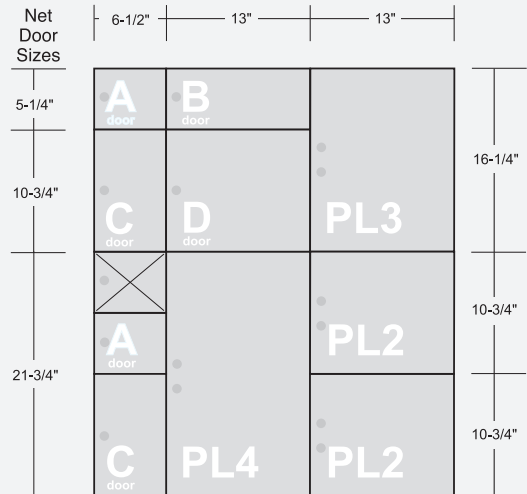 Net
Door
Sizes
6-1/2"
13"
13"
5-1/4"
A
door
B
door
10-3/4"
C
door
D
door
PL3
16-1/4"
21-3/4"
A
door
C
door
PL4
PL2
10-3/4"
PL2
10-3/4"